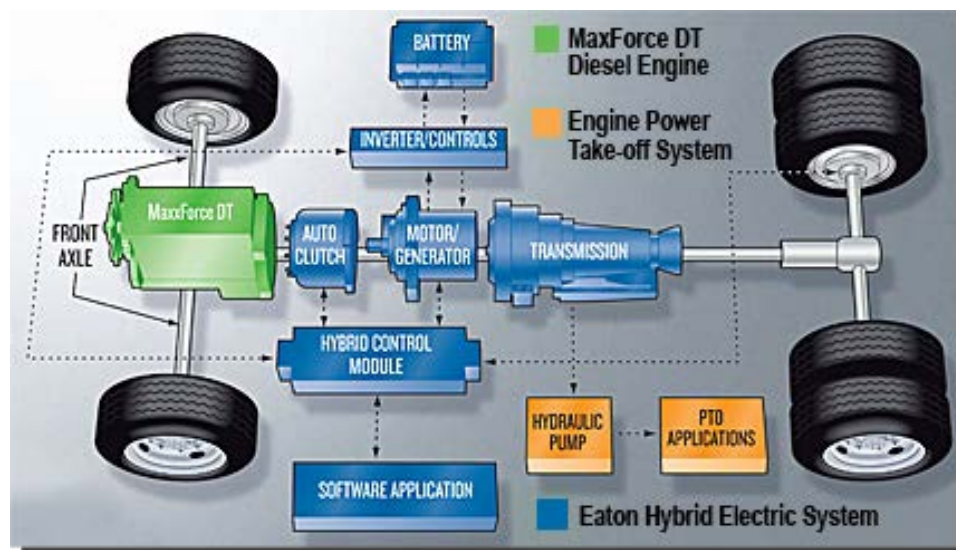 BATTERY
MaxForce DT
Diesel Engine
INVERTER/CONTROLS
Engine Power
Take-off System
MaxxForce DT
FRONT
AXLE
AUTO
CLUTCH
MOTOR/
GENERATOR
TRANSMISSION
HYBRID CONTROL
MODULE
HYDRAULIC
PUMP
PTO
APPLICATIONS
SOFTWARE APPLICATION
Eaton Hybrid Electric System